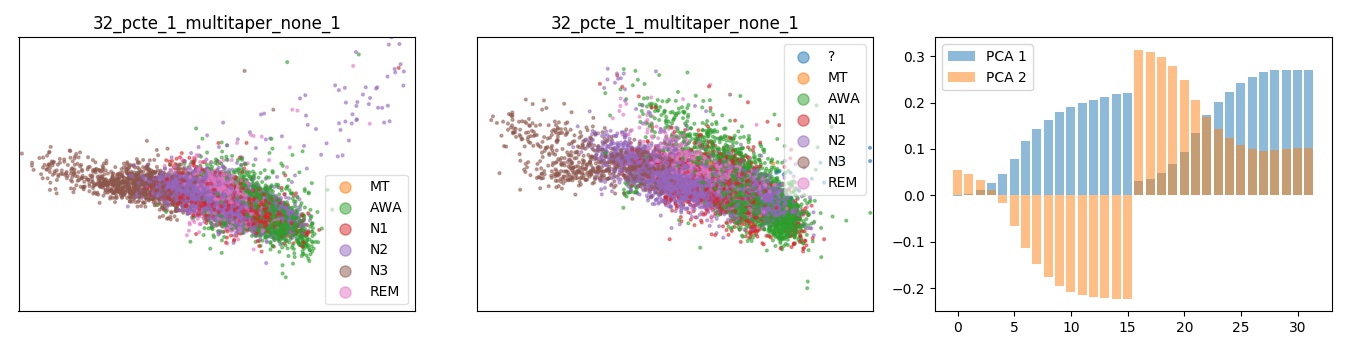 32_pcte_1_multitaper_none_1
MT
AWA
N1
N2
N3
REM
32_pcte_1_multitaper_none_1
?
MT
AWA
N1
N2
N3
REM
PCA 1
PCA 2
0.3
0.2
0.1
0.0
−0.1
−0.2
0 5 10 15 20 25 30